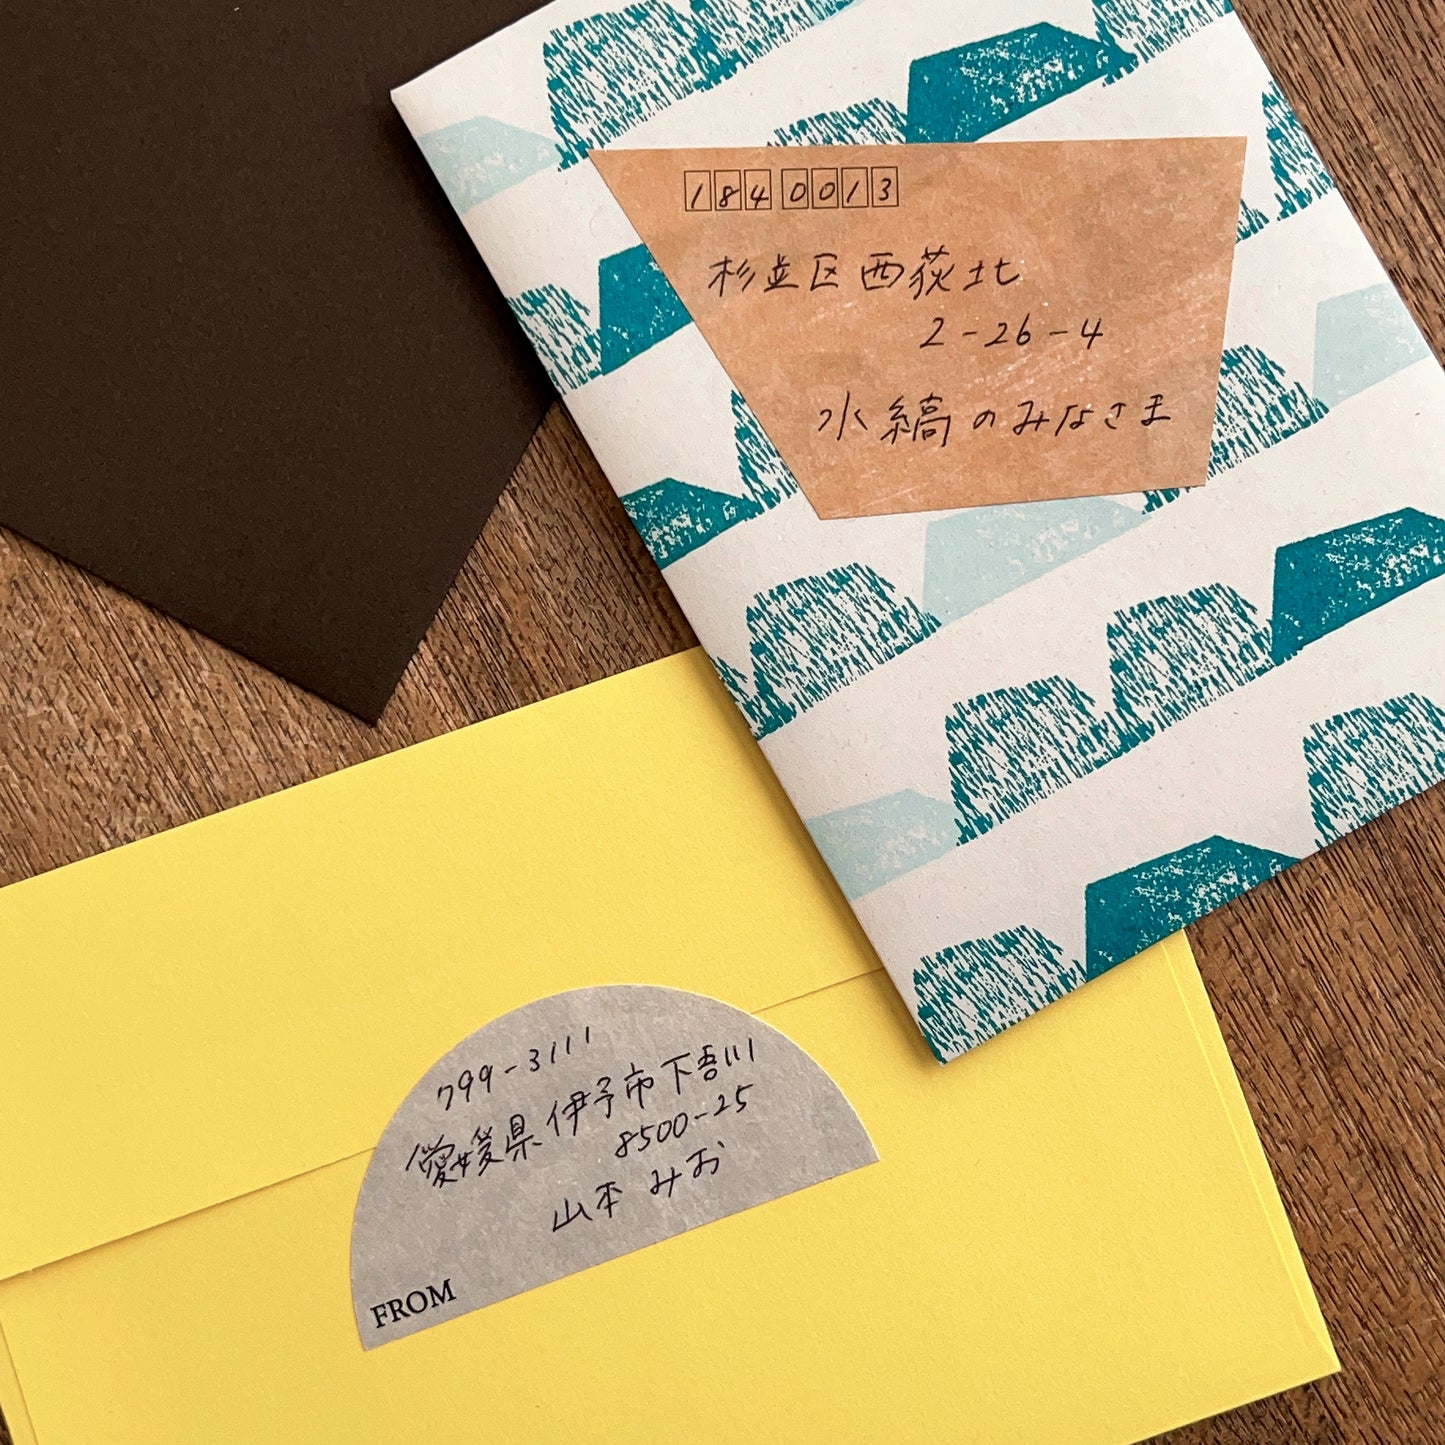 1840013
杉並区西荻北
2-26-4
水縞のみなさま
799-3111
愛媛県伊予市下吾川
8500-25
山本 みお
FROM